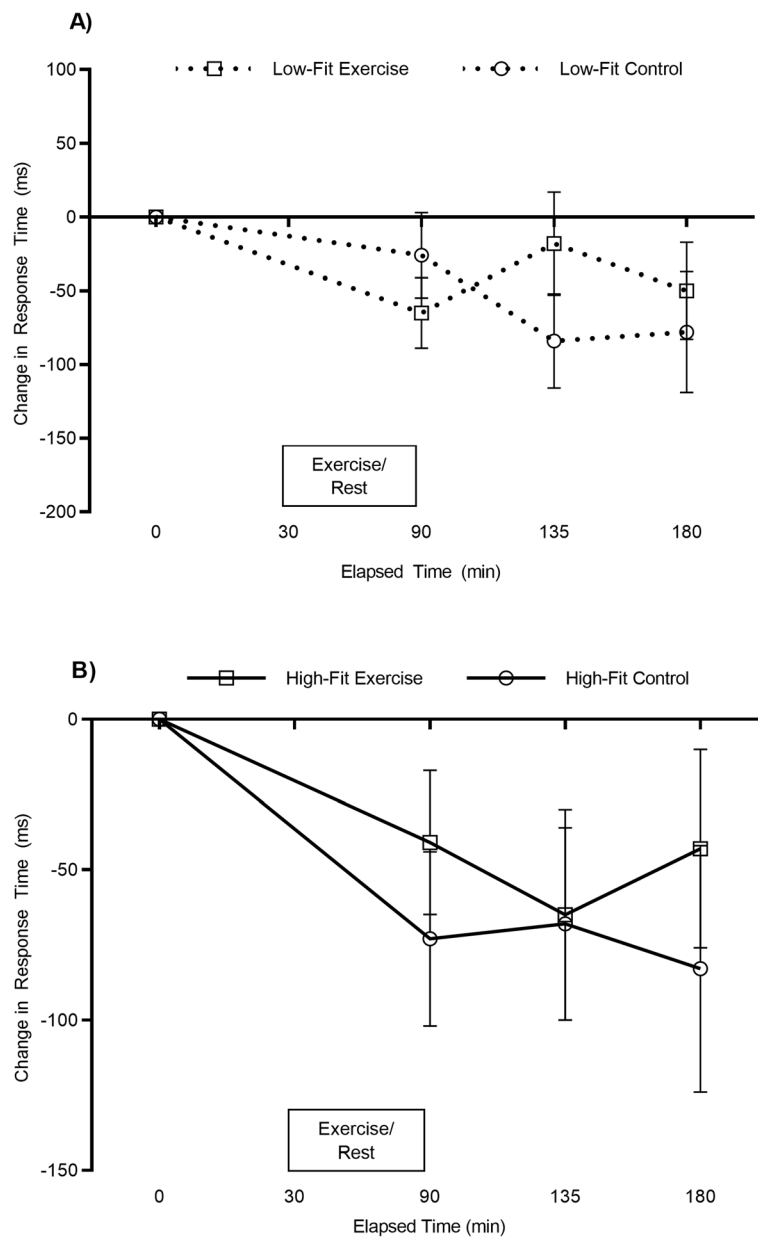 A)
Low-Fit Exercise Low-Fit Control
100
50
0
-50
-100
-150
-200
Change in Response Time (ms)
Exercise/
Rest
0 30 90 135 180
Elapsed Time (min)
B)
High-Fit Exercise High-Fit Control
0
-50
-100
-150
Change in Response Time (ms)
Exercise/
Rest
0 30 90 135 180
Elapsed Time (min)